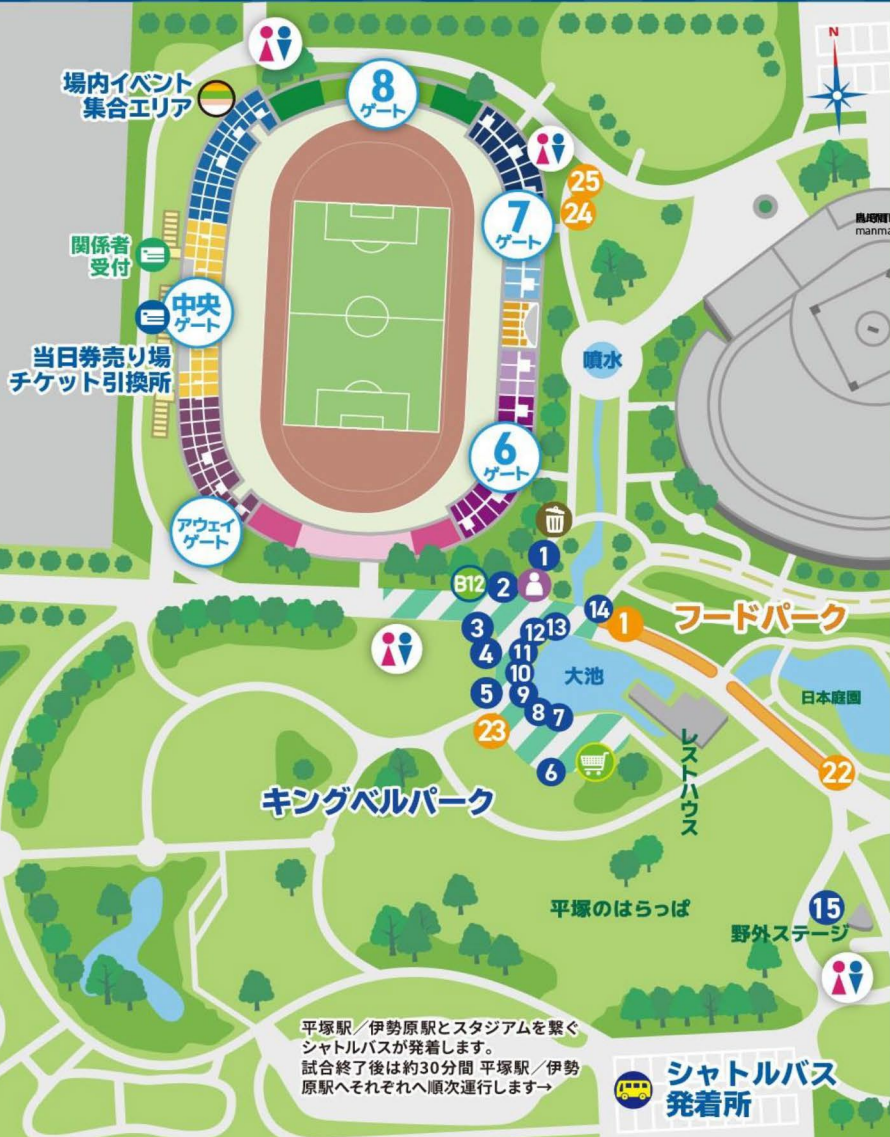 N
場内イベント
集合エリア
8
ゲート
25
24
7
ゲート
manma
関係者
受付
中央
ゲート
当日券売り場
チケット引換所
噴水
6
ゲート
アウェイ
ゲート
1
B12
2
14
1
フードパーク
3
12
13
4
11
大池
10
5
9
8
7
23
日本庭園
レストハウス
6
22
キングベルパーク
平塚のはらっぱ
15
野外ステージ
平塚駅/伊勢原駅とスタジアムを繋ぐ
シャトルバスが発着します。
試合終了後は約30分間 平塚駅/伊勢
原駅へそれぞれへ順次運行します→
シャトルバス
発着所